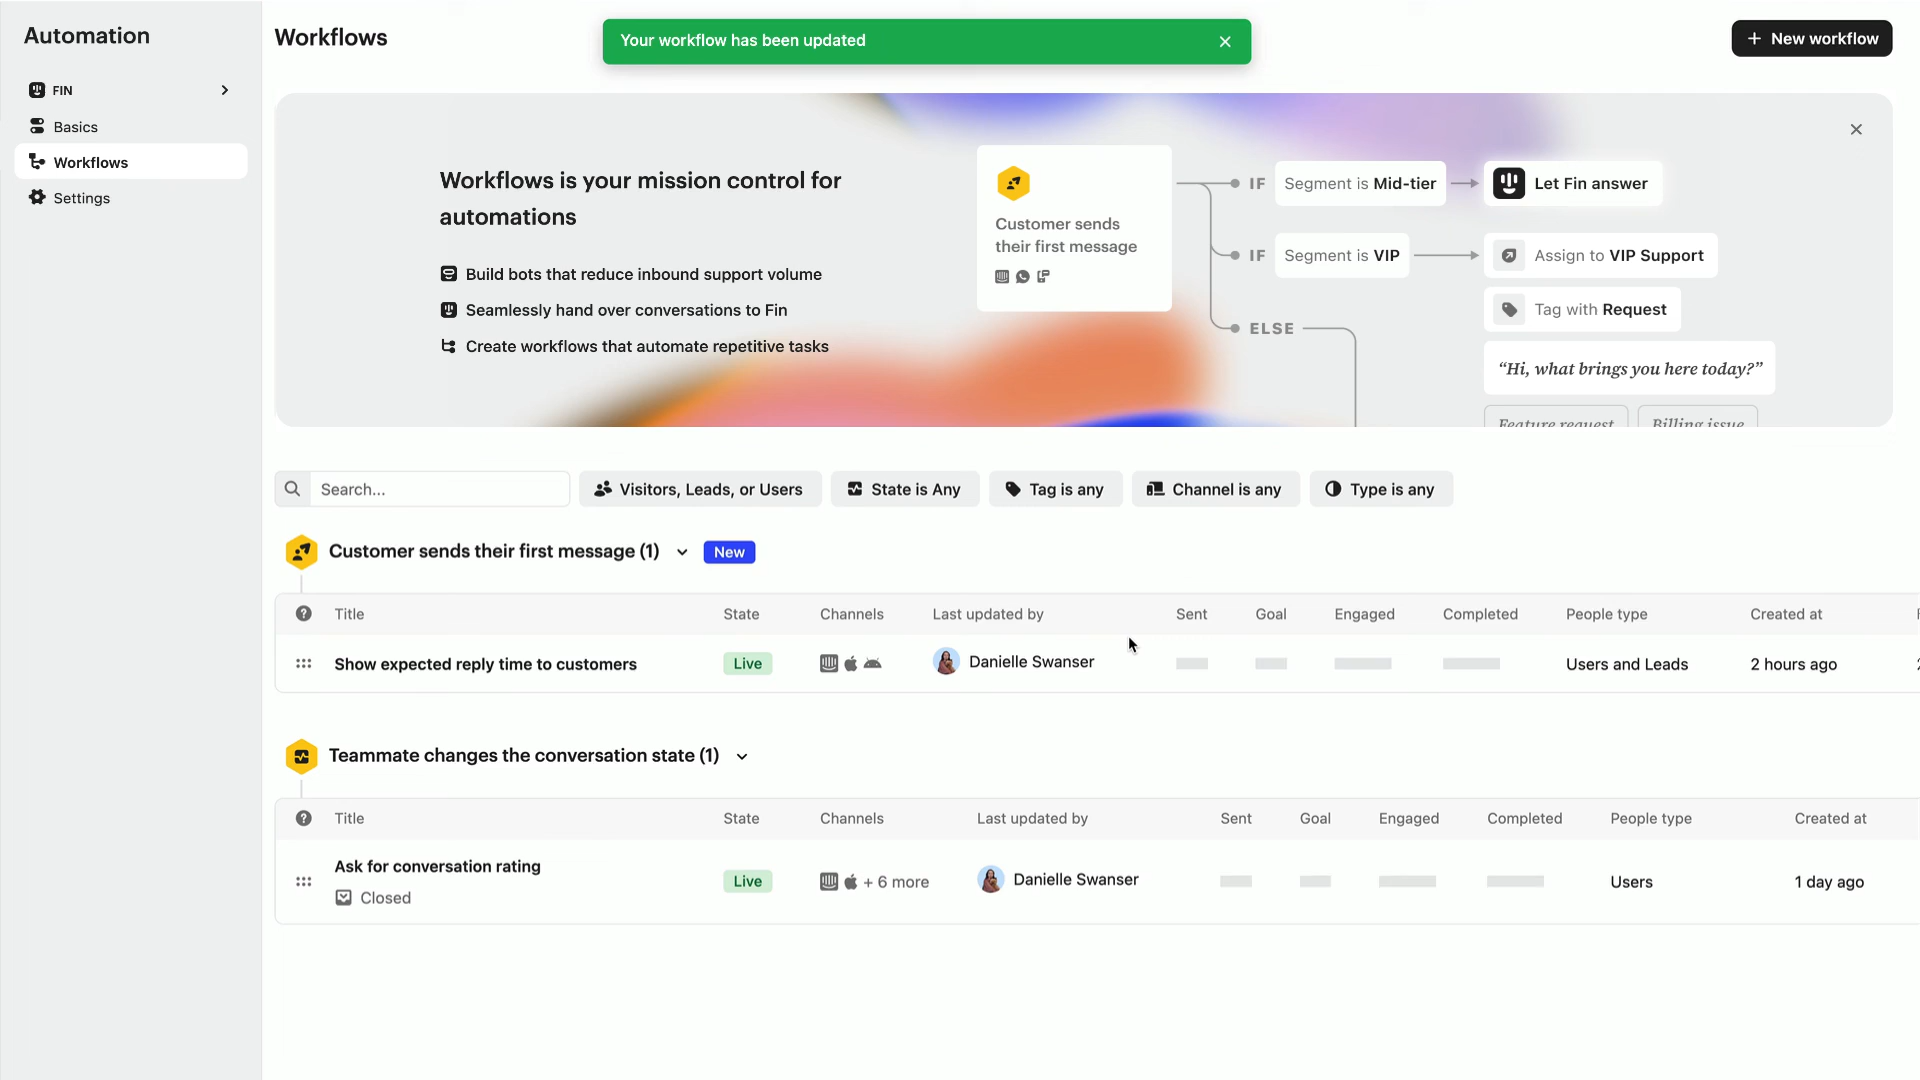 Automation
FIN
Basics
Workflows
Settings
Workflows
Your workflow has been updated
New workflow
Workflows is your mission control for
automations
Build bots that reduce inbound support volume
Seamlessly hand over conversations to Fin
Create workflows that automate repetitive tasks
Customer sends
their first message
IF Segment is Mid-tier Let Fin answer
IF Segment is VIP Assign to VIP Support
Tag with Request
ELSE
“Hi, what brings you here today?”
Feature request Billing issue
Search... Visitors, Leads, or Users State is Any Tag is any Channel is any Type is any
Customer sends their first message (1) New
Title State Channels Last updated by Sent Goal Engaged Completed People type Created at
Show expected reply time to customers Live Danielle Swanser Users and Leads 2 hours ago
Teammate changes the conversation state (1)
Title State Channels Last updated by Sent Goal Engaged Completed People type Created at
Ask for conversation rating Live + 6 more Danielle Swanser Users 1 day ago
Closed